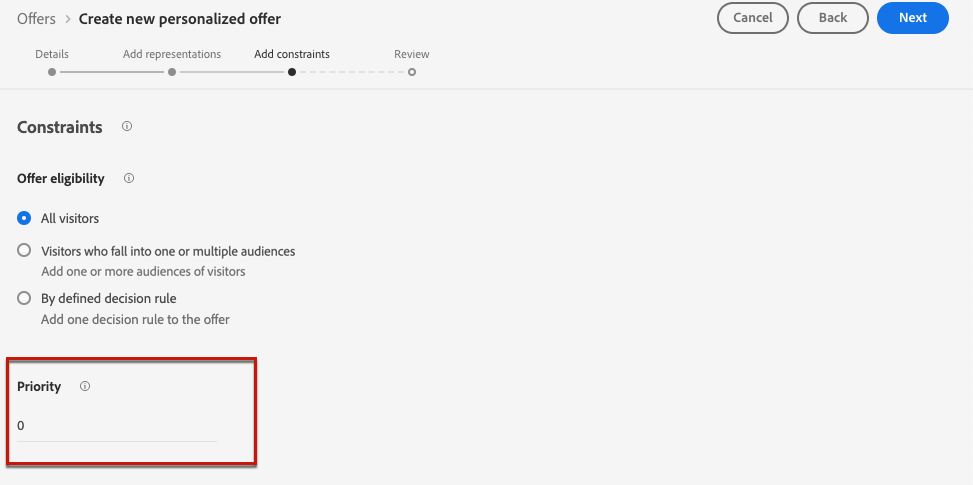 Offers > Create new personalized offer
Cancel
Back
Next
Details
Add representations
Add constraints
Review
Constraints
Offer eligibility
All visitors
Visitors who fall into one or multiple audiences
Add one or more audiences of visitors
By defined decision rule
Add one decision rule to the offer
Priority
0